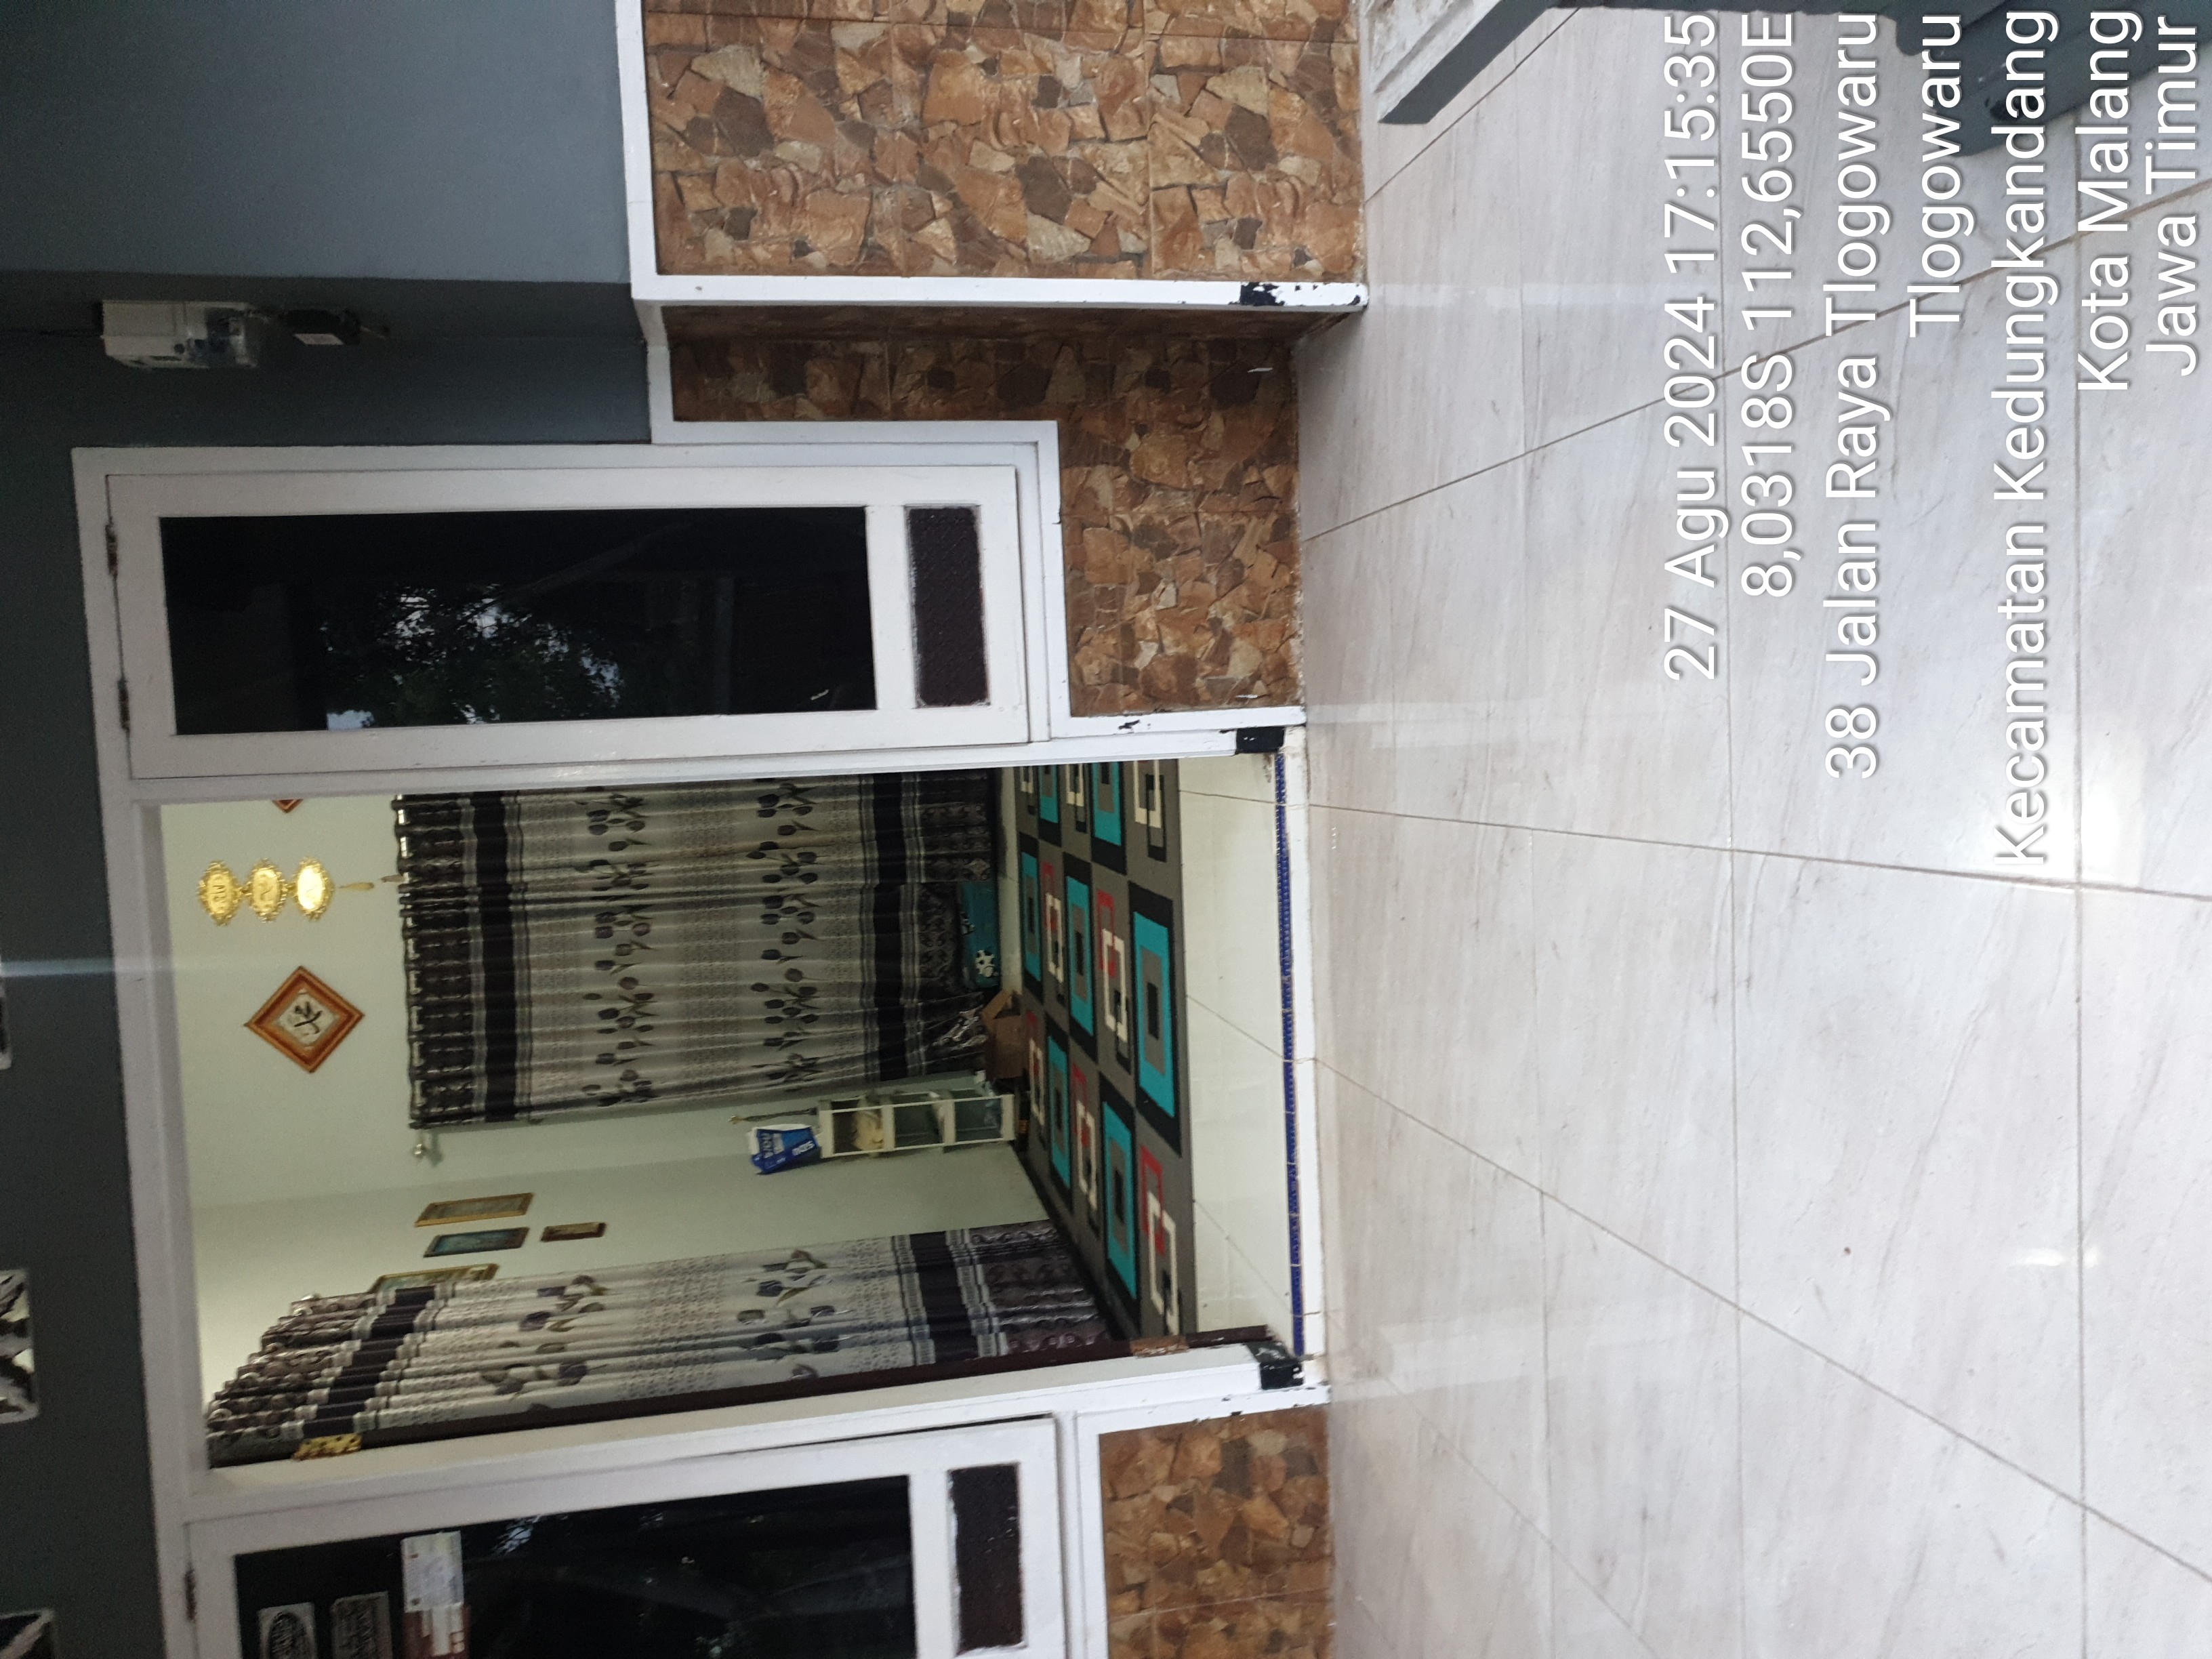 محمد
27 Agu 2024 17:15:35
8,0318S 112,6550E
38 Jalan Raya Tlogowaru
Tlogowaru
Kecamatan Kedungkandang
Kota Malang
Jawa Timur